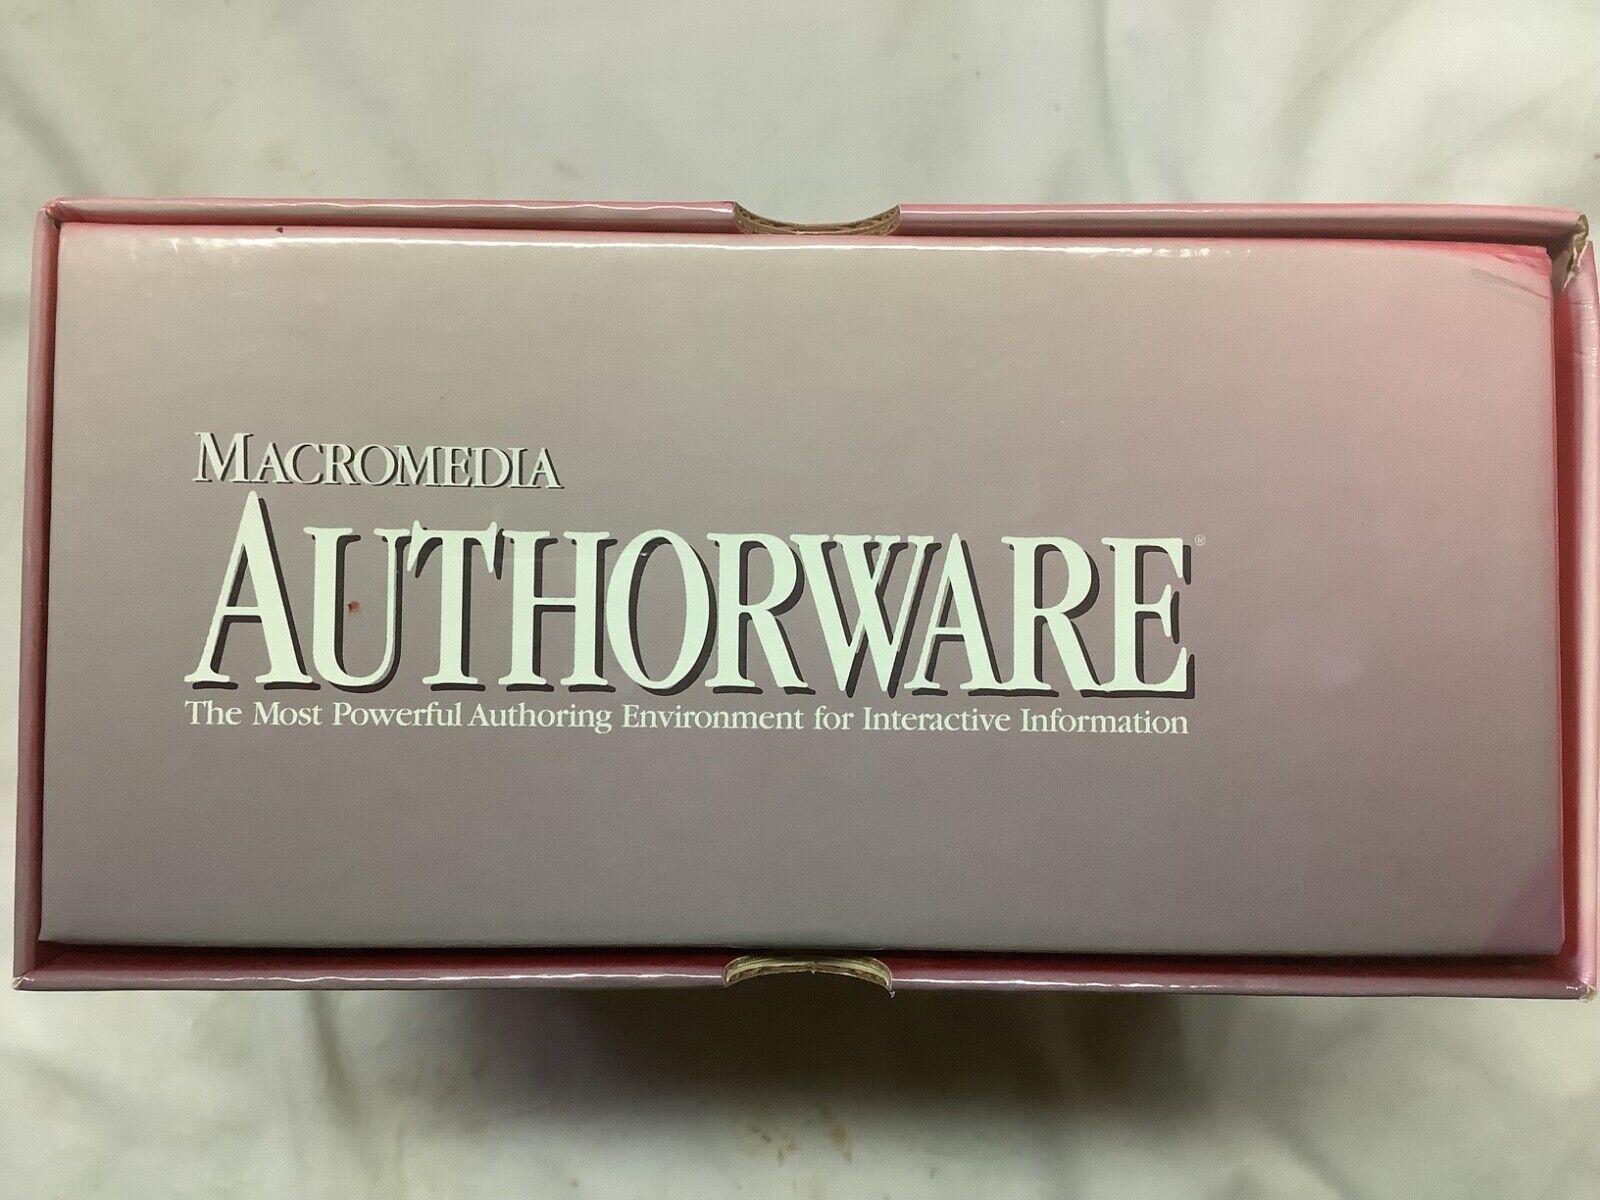 MACROMEDIA
AUTHORWARE®
The Most Powerful Authoring Environment for Interactive Information